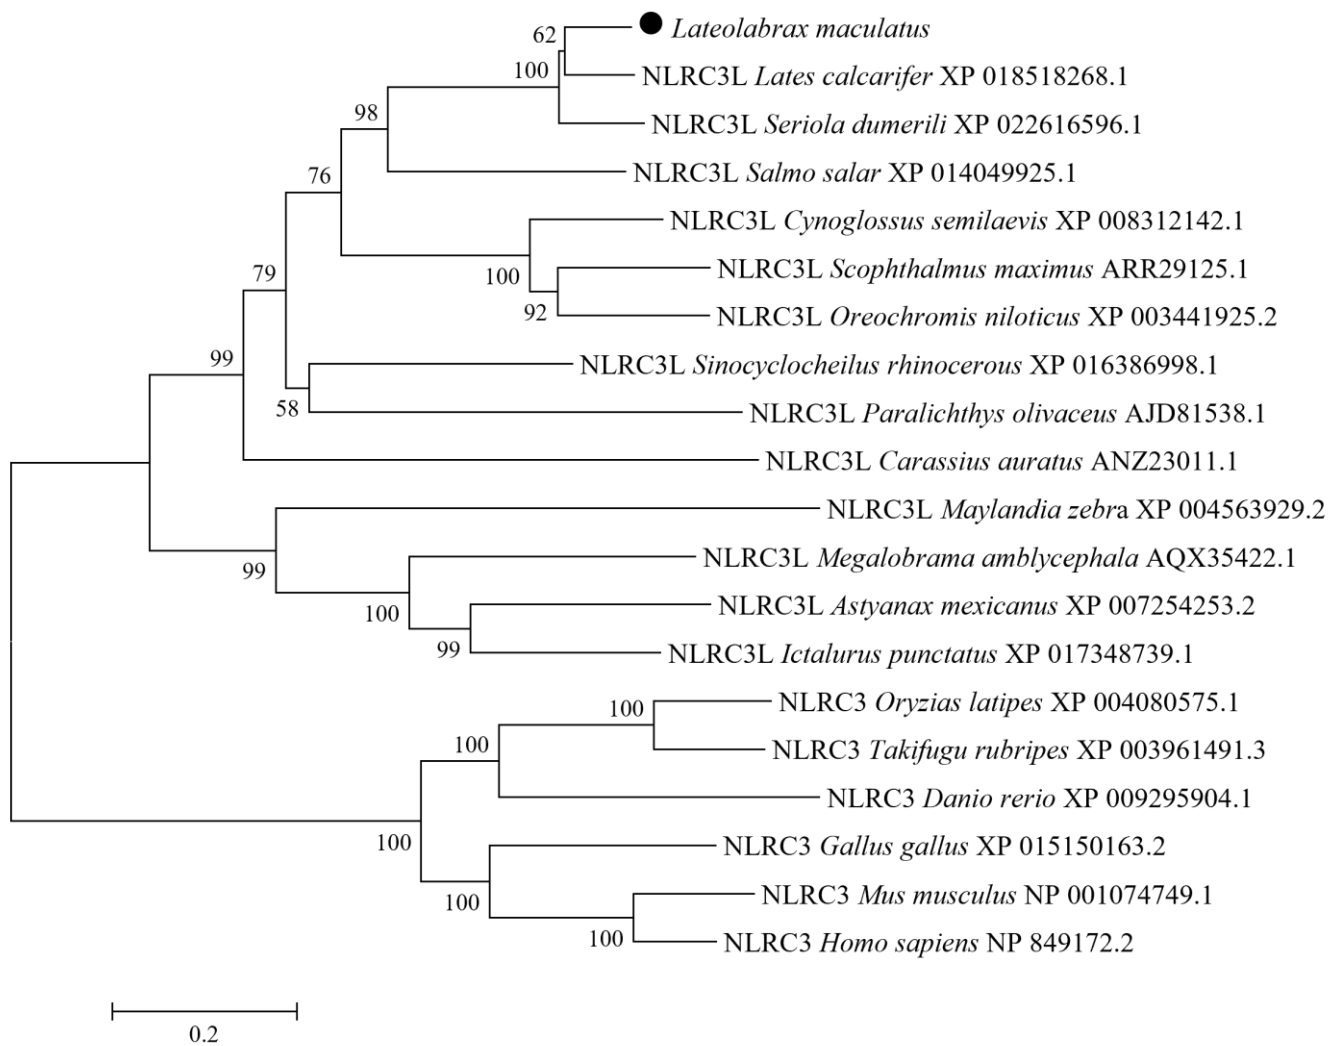 62
Lateolabrax maculatus
100
NLRC3L Lates calcarifer XP 018518268.1
98
NLRC3L Seriola dumerili XP 022616596.1
76
NLRC3L Salmo salar XP 014049925.1
NLRC3L Cynoglossus semilaevis XP 008312142.1
79
100
NLRC3L Scophthalmus maximus ARR29125.1
92
NLRC3L Oreochromis niloticus XP 003441925.2
99
NLRC3L Sinocyclocheilus rhinocerous XP 016386998.1
58
NLRC3L Paralichthys olivaceus AJD81538.1
NLRC3L Carassius auratus ANZ23011.1
NLRC3L Maylandia zebra XP 004563929.2
99
NLRC3L Megalobrama amblycephala AQX35422.1
100
NLRC3L Astyanax mexicanus XP 007254253.2
99
NLRC3L Ictalurus punctatus XP 017348739.1
100
NLRC3 Oryzias latipes XP 004080575.1
100
NLRC3 Takifugu rubripes XP 003961491.3
NLRC3 Danio rerio XP 009295904.1
100
NLRC3 Gallus gallus XP 015150163.2
100
NLRC3 Mus musculus NP 001074749.1
100
NLRC3 Homo sapiens NP 849172.2
0.2